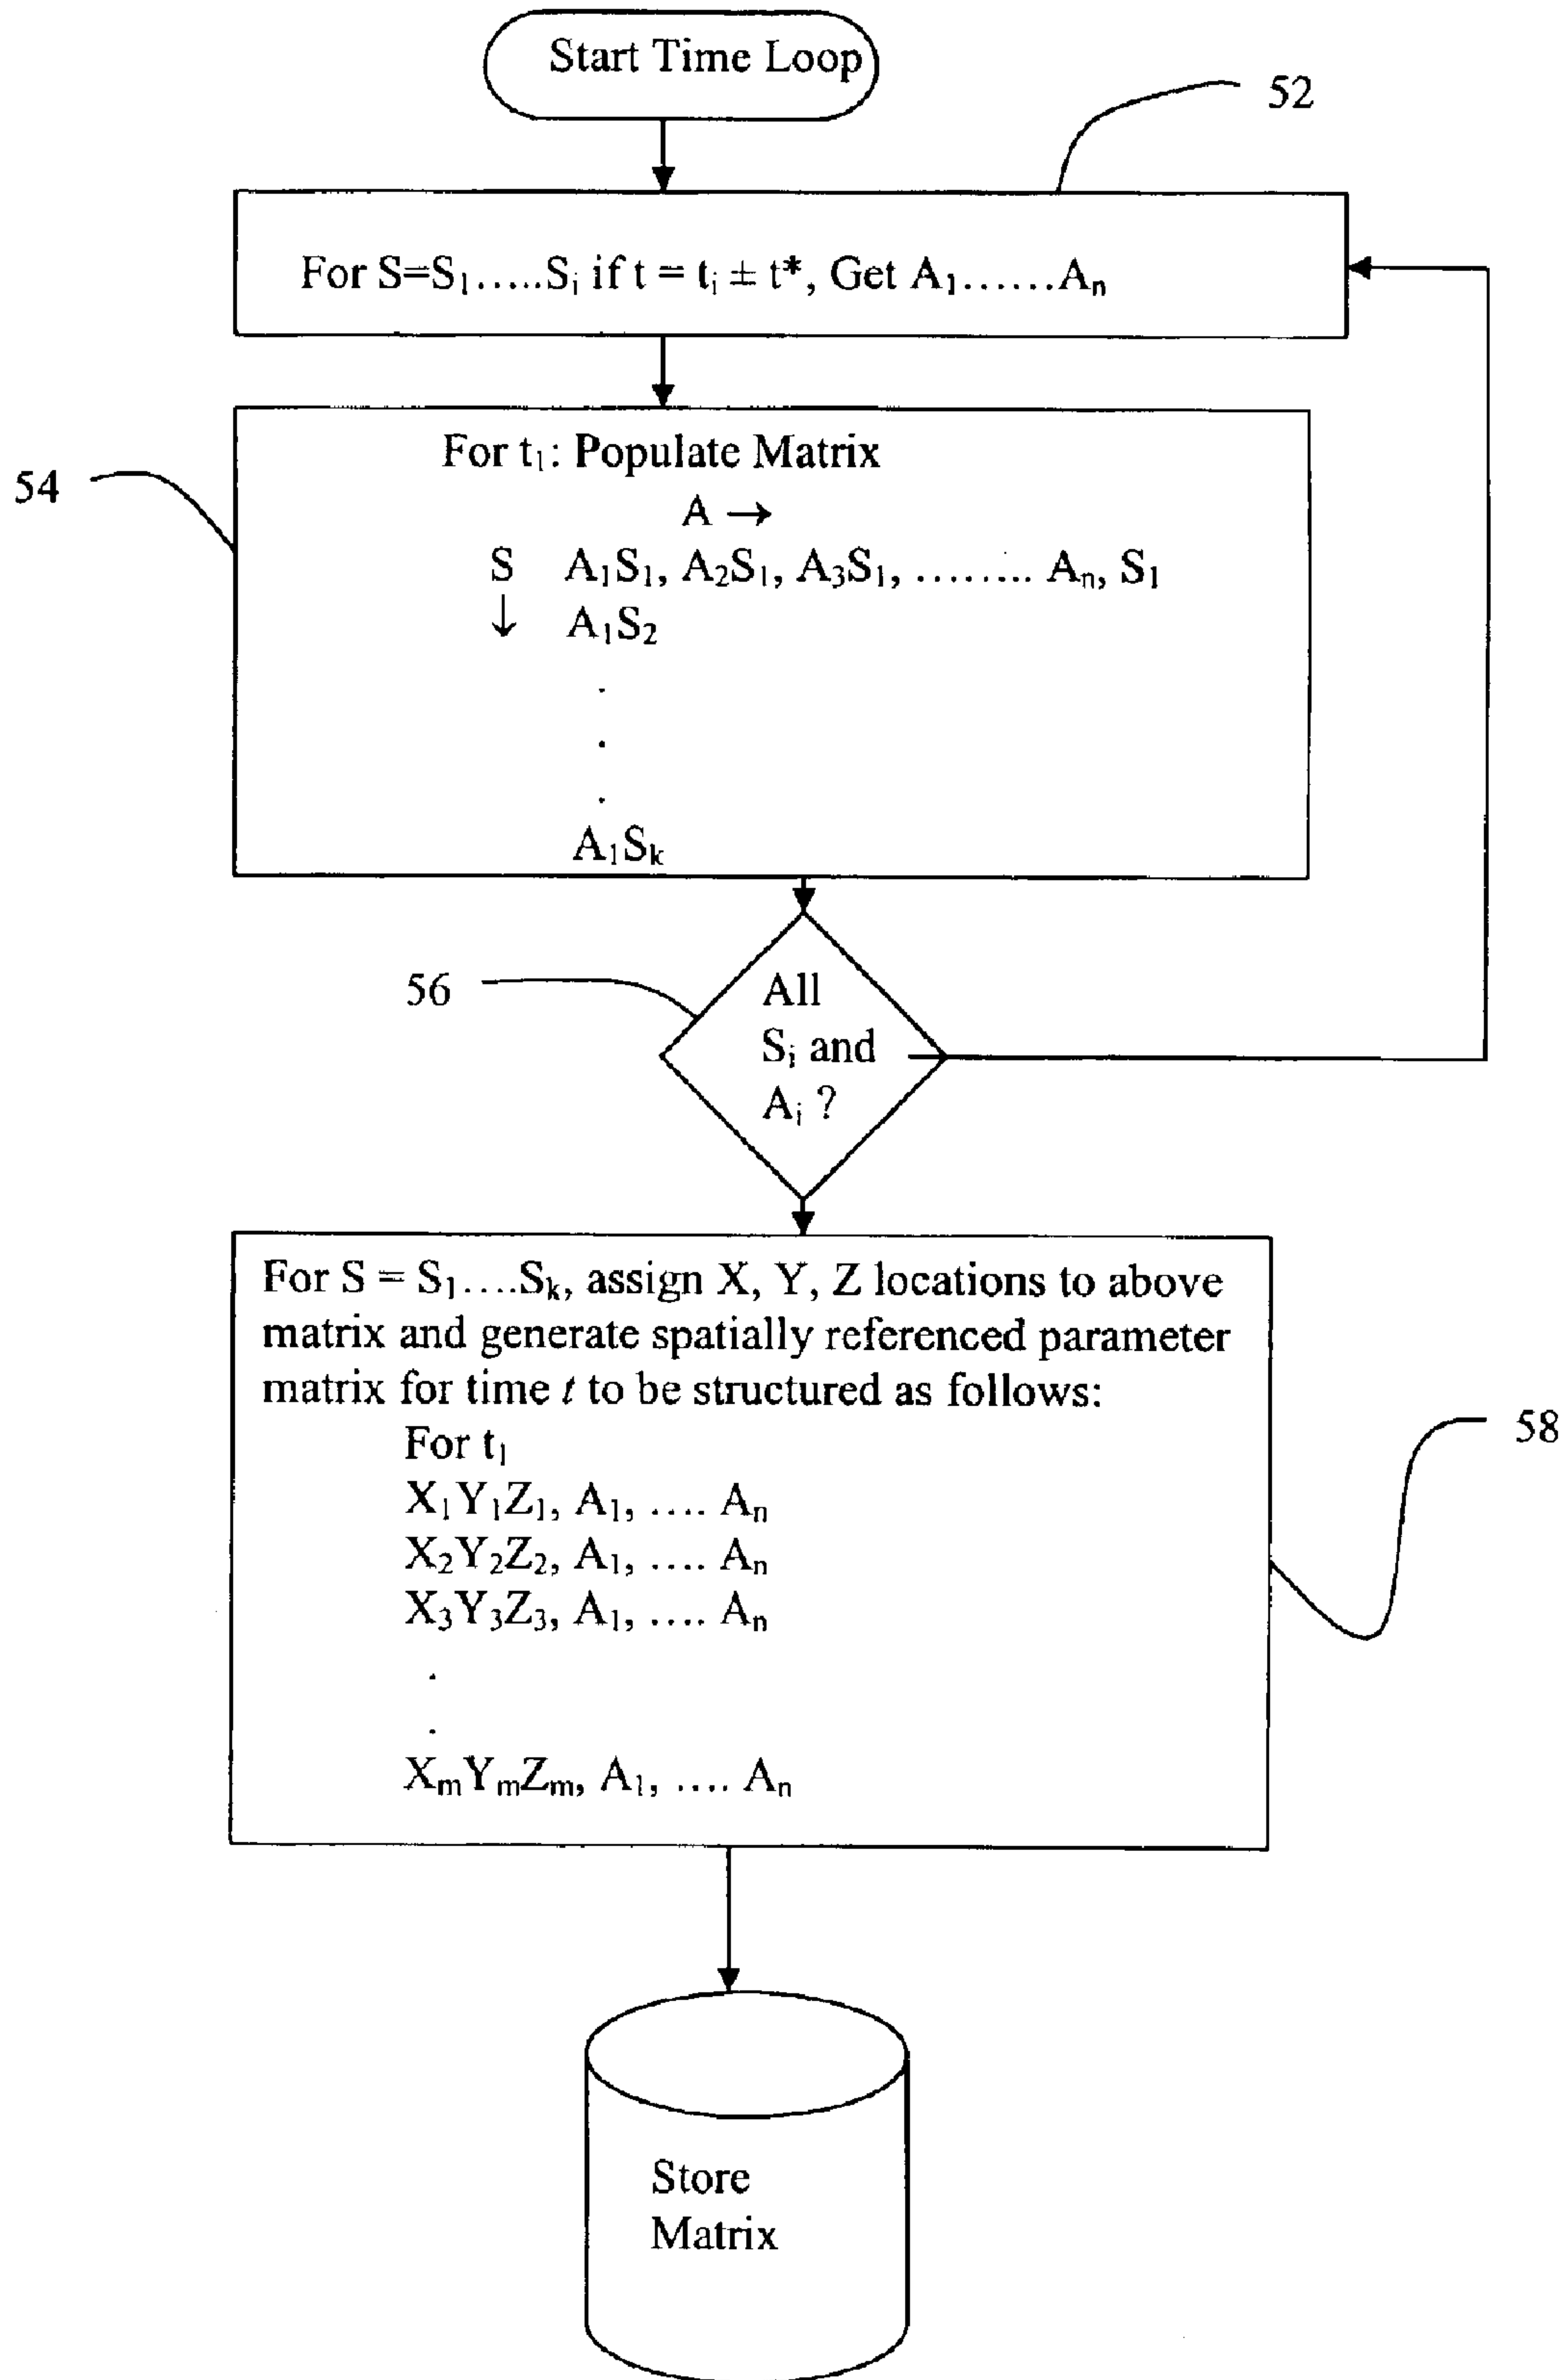 Start Time Loop
52
For S=S₁.....Sᵢ if t = tᵢ ± t*, Get A₁......Aₙ
54
For t₁: Populate Matrix
A →
S A₁S₁, A₂S₁, A₃S₁, ........ Aₙ, S₁
↓ A₁S₂
.
.
.
A₁Sₖ
56
All
Sᵢ and
Aᵢ ?
For S = S₁....Sₖ, assign X, Y, Z locations to above
matrix and generate spatially referenced parameter
matrix for time t to be structured as follows:
58
For t₁
X₁Y₁Z₁, A₁, .... Aₙ
X₂Y₂Z₂, A₁, .... Aₙ
X₃Y₃Z₃, A₁, .... Aₙ
.
.
XₘYₘZₘ, A₁, .... Aₙ
Store
Matrix